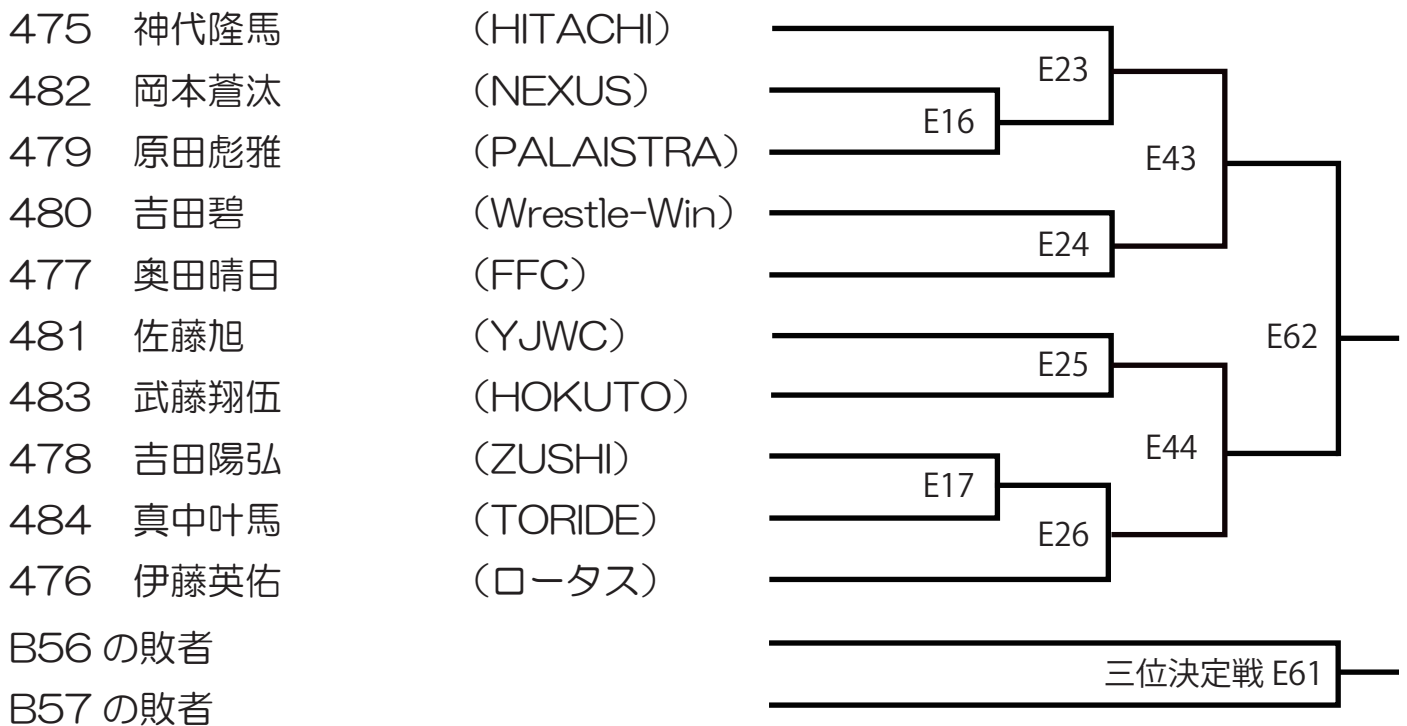 475 神代隆馬 （HITACHI）
E23
482 岡本蒼汰 （NEXUS）
E16
479 原田彪雅 （PALAISTRA）
E43
480 吉田碧 （Wrestle-Win）
E24
477 奥田晴日 （FFC）
481 佐藤旭 （YJWC）
E62
E25
483 武藤翔伍 （HOKUTO）
E44
478 吉田陽弘 （ZUSHI）
E17
484 真中叶馬 （TORIDE）
E26
476 伊藤英佑 （ロータス）
B56 の敗者
三位決定戦 E61
B57 の敗者